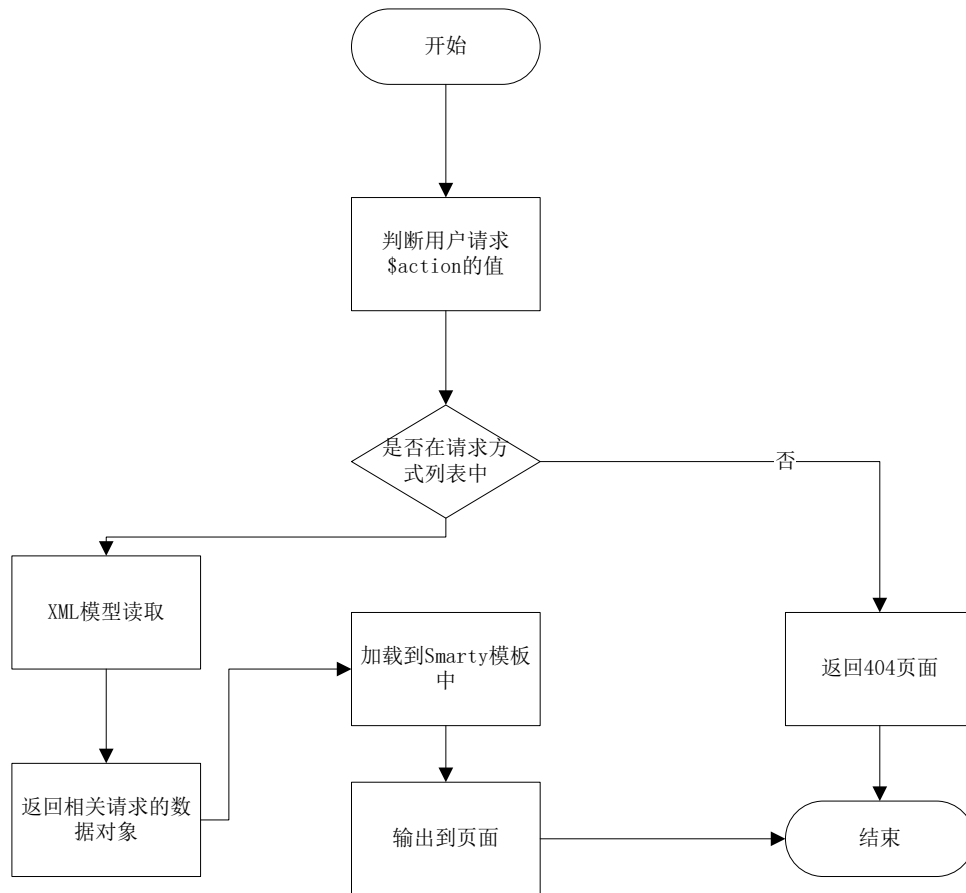 开始
判断用户请求
$action的值
是否在请求方
式列表中
否
XML模型读取
加载到Smarty模板
中
返回404页面
返回相关请求的数
据对象
输出到页面
结束